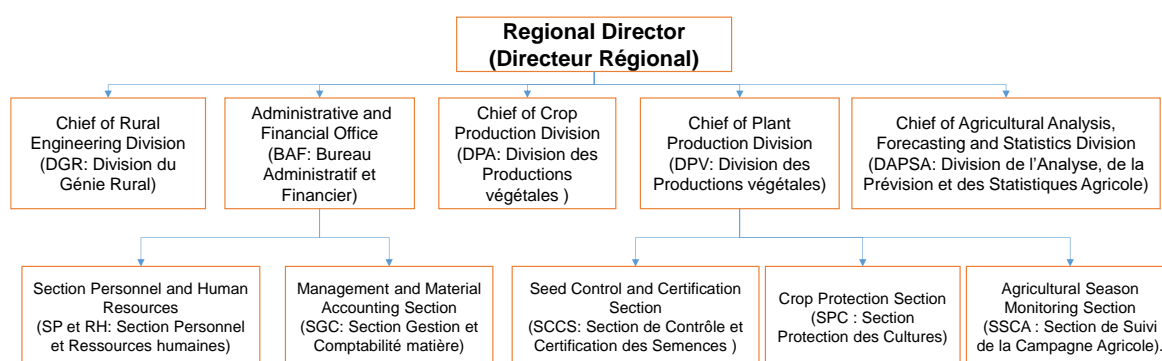 Regional Director
(Directeur Régional)
Chief of Rural
Engineering Division
(DGR: Division du
Génie Rural)
Administrative and
Financial Office
(BAF: Bureau
Administratif et
Financier)
Chief of Crop
Production Division
(DPA: Division des
Productions
végétales )
Chief of Plant
Production Division
(DPV: Division des
Productions végétales)
Chief of Agricultural Analysis,
Forecasting and Statistics Division
(DAPSA: Division de l'Analyse, de la
Prévision et des Statistiques Agricole)
Section Personnel and Human
Resources
(SP et RH: Section Personnel
et Ressources humaines)
Management and Material
Accounting Section
(SGC: Section Gestion et
Comptabilité matière)
Seed Control and Certification
Section
(SCCS: Section de Contrôle et
Certification des Semences )
Crop Protection Section
(SPC : Section
Protection des Cultures)
Agricultural Season
Monitoring Section
(SSCA : Section de Suivi
de la Campagne Agricole).